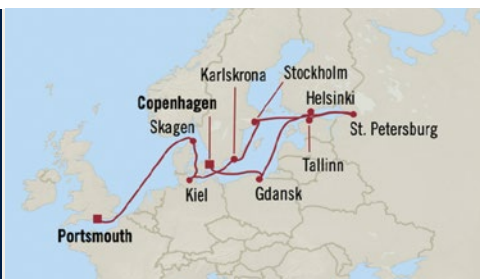 Karlskrona
Stockholm
Copenhagen
Helsinki
Skagen
St. Petersburg
Tallinn
Kiel
Gdansk
Portsmouth